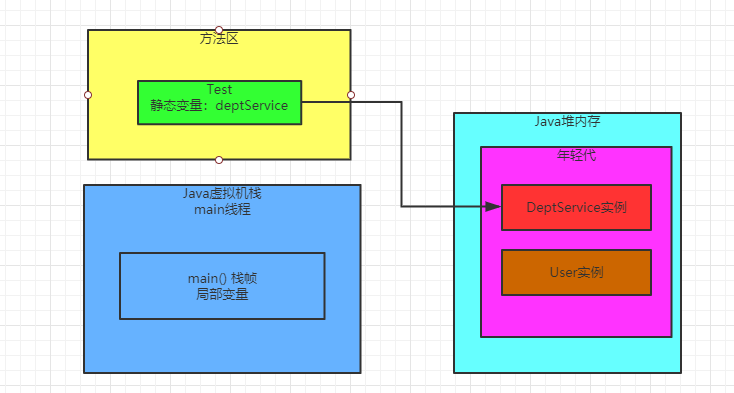 方法区
Test
静态变量：deptService
Java虚拟机栈
main线程
main() 栈帧
局部变量
Java堆内存
年轻代
DeptService实例
User实例